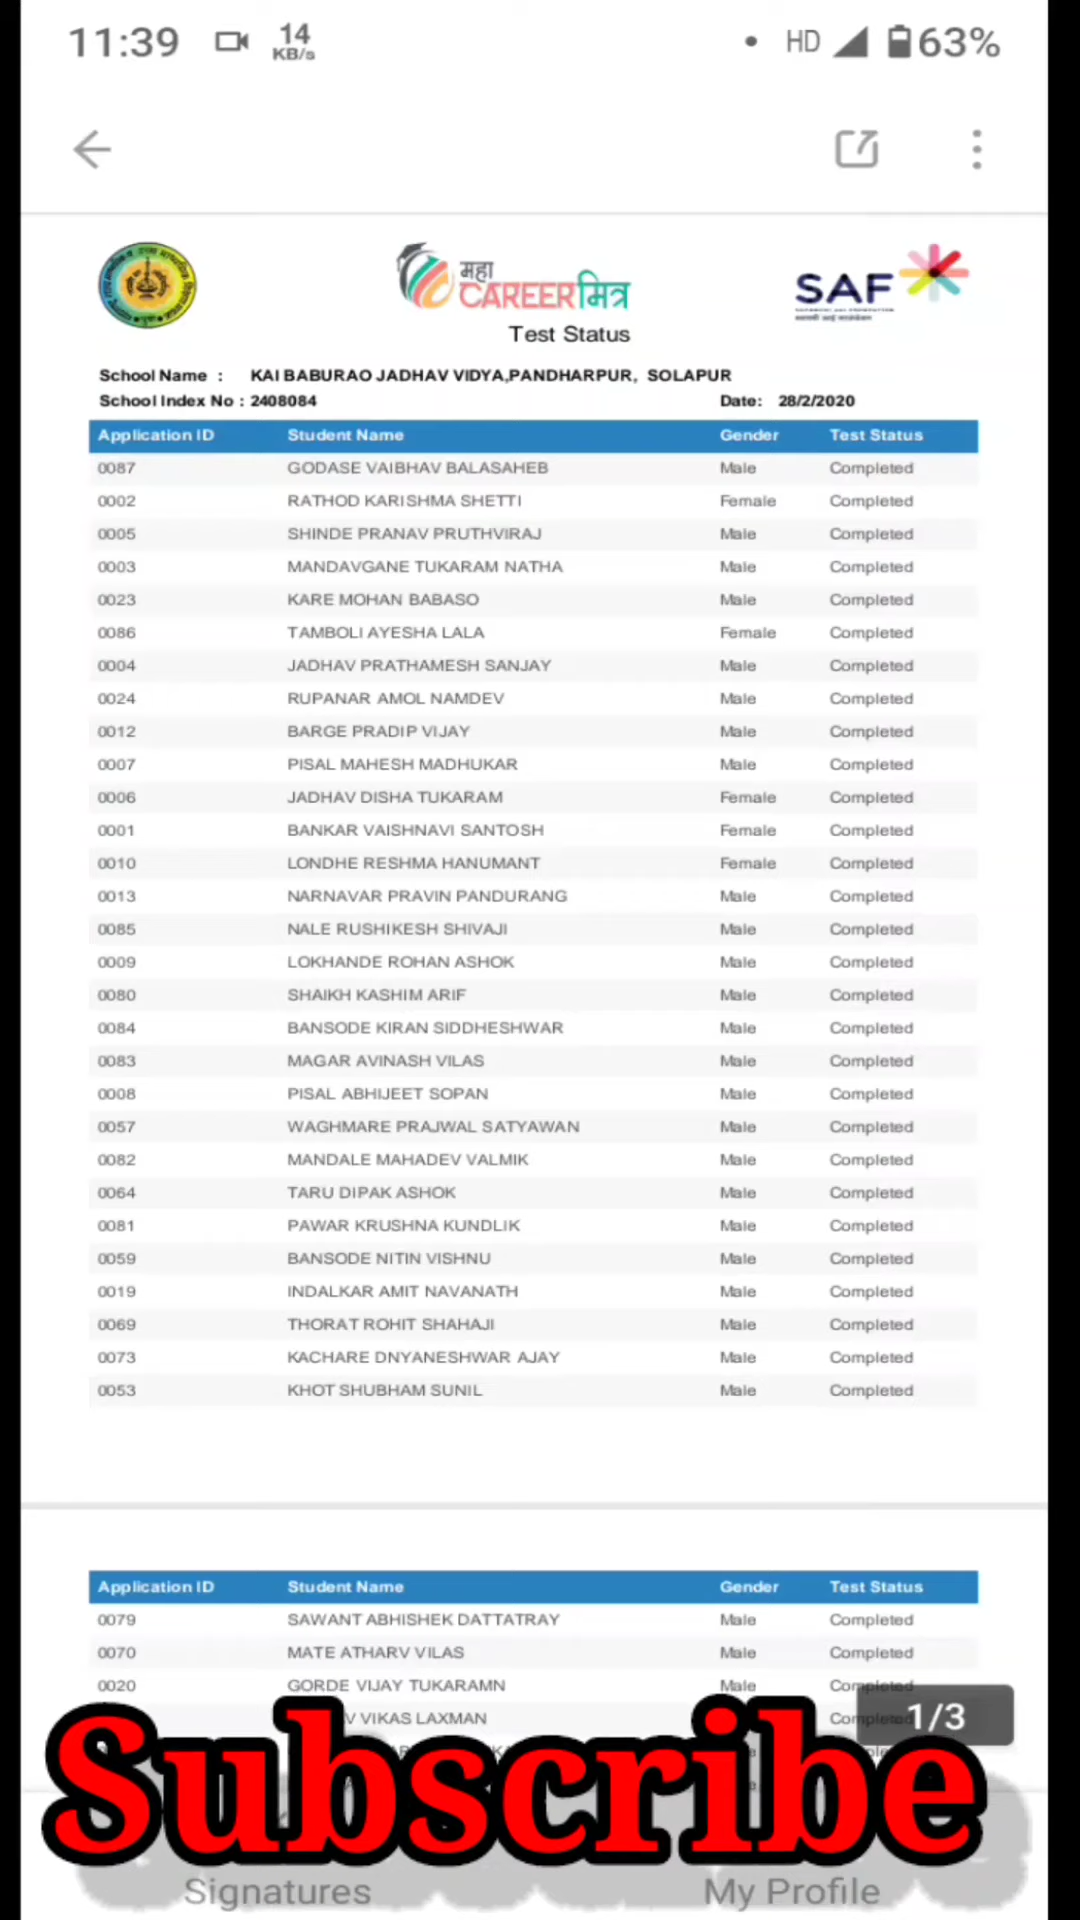 11:39 14 KB/s HD 63%
महा
CAREERमित्र
SAF
Test Status
School Name : KAI BABURAO JADHAV VIDYA,PANDHARPUR, SOLAPUR
School Index No : 2408084 Date: 28/2/2020
Application ID Student Name Gender Test Status
0087 GODASE VAIBHAV BALASAHEB Male Completed
0002 RATHOD KARISHMA SHETTI Female Completed
0005 SHINDE PRANAV PRUTHVIRAJ Male Completed
0003 MANDAVGANE TUKARAM NATHA Male Completed
0023 KARE MOHAN BABASO Male Completed
0086 TAMBOLI AYESHA LALA Female Completed
0004 JADHAV PRATHAMESH SANJAY Male Completed
0024 RUPANAR AMOL NAMDEV Male Completed
0012 BARGE PRADIP VIJAY Male Completed
0007 PISAL MAHESH MADHUKAR Male Completed
0006 JADHAV DISHA TUKARAM Female Completed
0001 BANKAR VAISHNAVI SANTOSH Female Completed
0010 LONDHE RESHMA HANUMANT Female Completed
0013 NARNAVAR PRAVIN PANDURANG Male Completed
0085 NALE RUSHIKESH SHIVAJI Male Completed
0009 LOKHANDE ROHAN ASHOK Male Completed
0080 SHAIKH KASHIM ARIF Male Completed
0084 BANSODE KIRAN SIDDHESHWAR Male Completed
0083 MAGAR AVINASH VILAS Male Completed
0008 PISAL ABHIJEET SOPAN Male Completed
0057 WAGHMARE PRAJWAL SATYAWAN Male Completed
0082 MANDALE MAHADEV VALMIK Male Completed
0064 TARU DIPAK ASHOK Male Completed
0081 PAWAR KRUSHNA KUNDLIK Male Completed
0059 BANSODE NITIN VISHNU Male Completed
0019 INDALKAR AMIT NAVANATH Male Completed
0069 THORAT ROHIT SHAHAJI Male Completed
0073 KACHARE DNYANESHWAR AJAY Male Completed
0053 KHOT SHUBHAM SUNIL Male Completed
Application ID Student Name Gender Test Status
0079 SAWANT ABHISHEK DATTATRAY Male Completed
0070 MATE ATHARV VILAS Male Completed
0020 GORDE VIJAY TUKARAMN Male Completed
VIKAS LAXMAN
1/3
Subscribe
Signatures My Profile